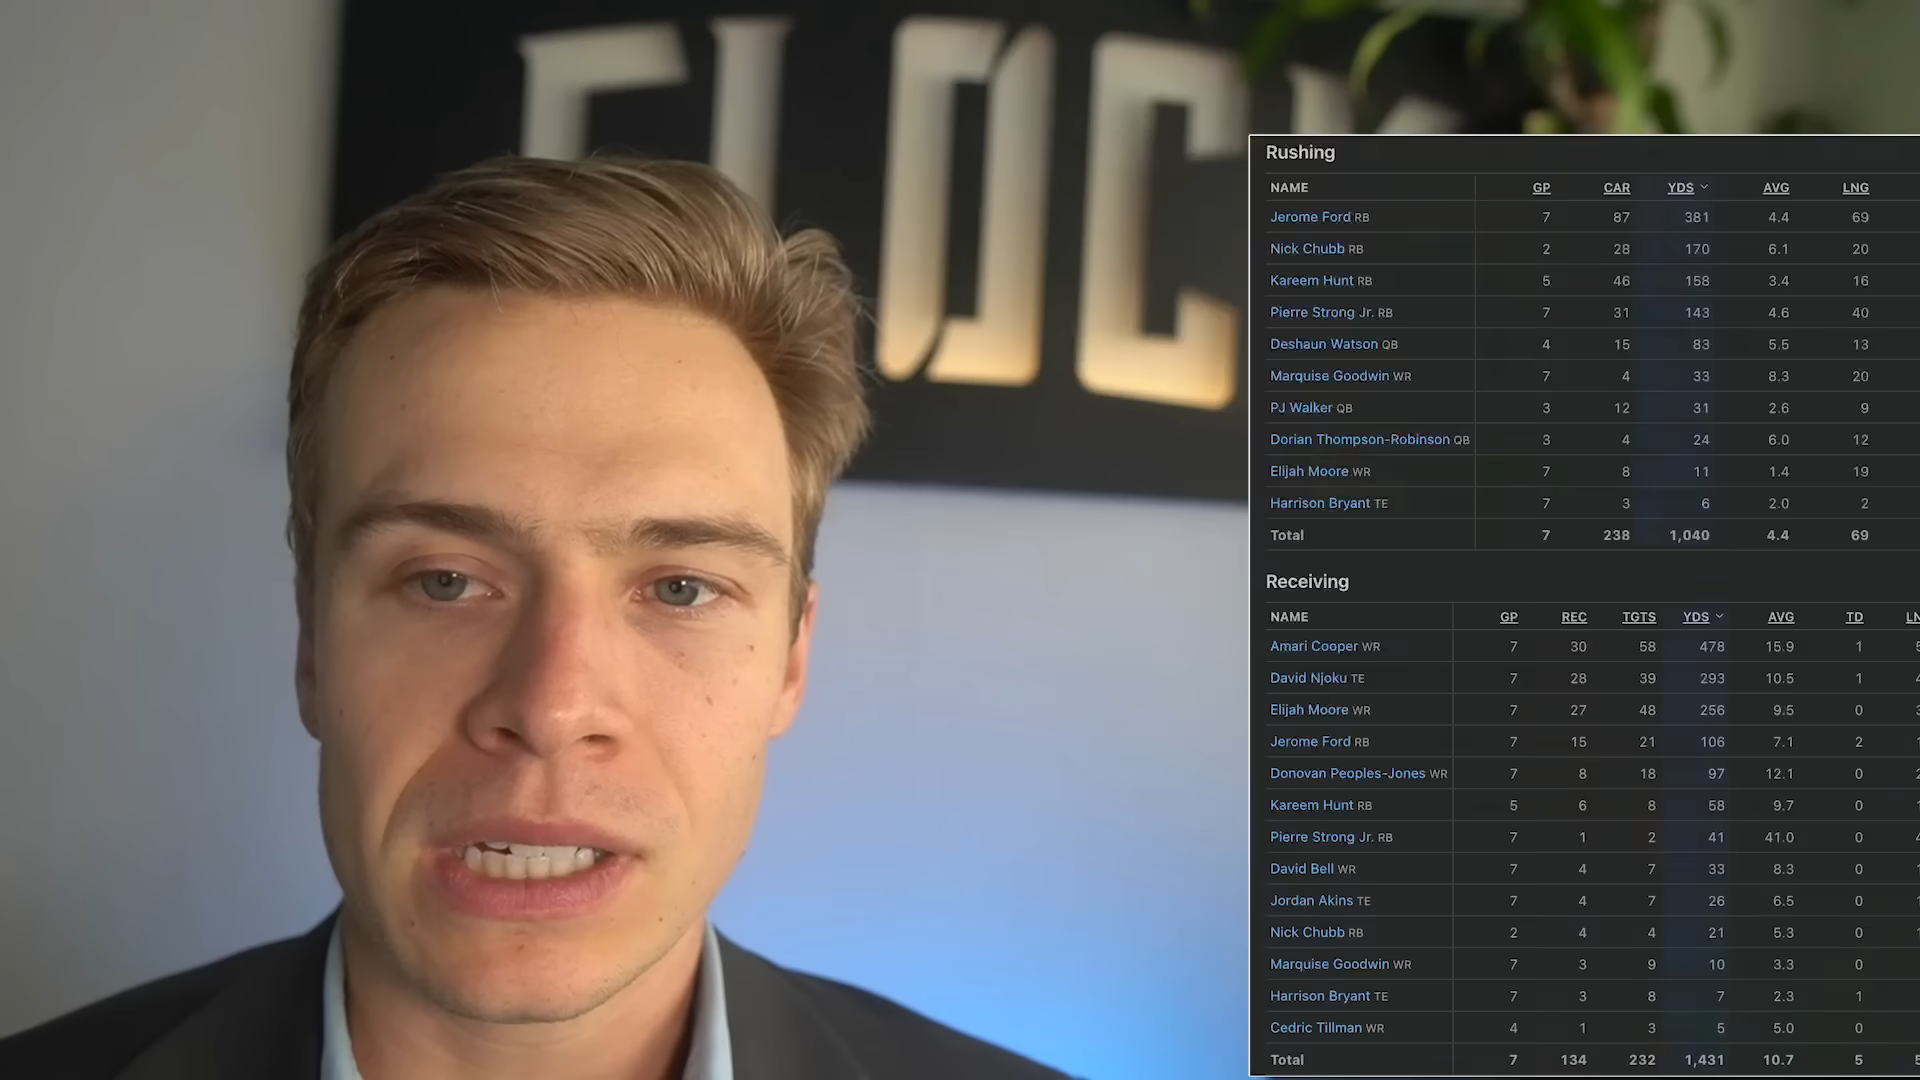 FLOCK
Rushing
NAME GP CAR YDS AVG LNG
Jerome Ford RB 7 87 381 4.4 69
Nick Chubb RB 2 28 170 6.1 20
Kareem Hunt RB 5 46 158 3.4 16
Pierre Strong Jr. RB 7 31 143 4.6 40
Deshaun Watson QB 4 15 83 5.5 13
Marquise Goodwin WR 7 4 33 8.3 20
PJ Walker QB 3 12 31 2.6 9
Dorian Thompson-Robinson QB 3 4 24 6.0 12
Elijah Moore WR 7 8 11 1.4 19
Harrison Bryant TE 7 3 6 2.0 2
Total 7 238 1,040 4.4 69
Receiving
NAME GP REC TGTS YDS AVG TD
Amari Cooper WR 7 30 58 478 15.9 1
David Njoku TE 7 28 39 293 10.5 1
Elijah Moore WR 7 27 48 256 9.5 0
Jerome Ford RB 7 15 21 106 7.1 2
Donovan Peoples-Jones WR 7 8 18 97 12.1 0
Kareem Hunt RB 5 6 8 58 9.7 0
Pierre Strong Jr. RB 7 1 2 41 41.0 0
David Bell WR 7 4 7 33 8.3 0
Jordan Akins TE 7 4 7 26 6.5 0
Nick Chubb RB 2 4 4 21 5.3 0
Marquise Goodwin WR 7 3 9 10 3.3 0
Harrison Bryant TE 7 3 8 7 2.3 1
Cedric Tillman WR 4 1 3 5 5.0 0
Total 7 134 232 1,431 10.7 5